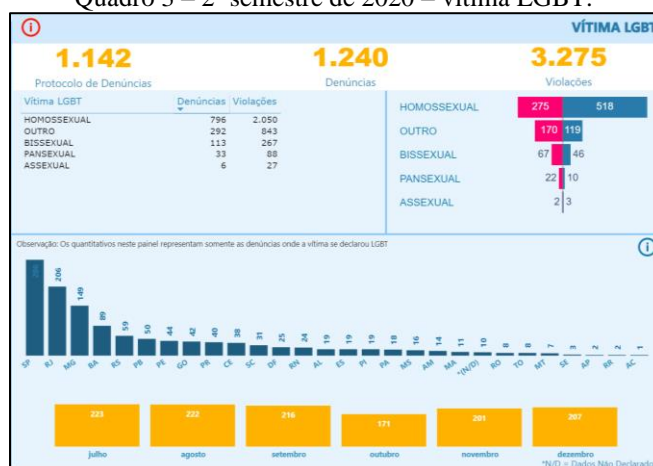 Quadro 3 – 2º semestre de 2020 – vítima LGBT.
VÍTIMA LGBT
1.142
Protocolo de Denúncias
1.240
Denúncias
3.275
Violações
Vítima LGBT Denúncias Violações
HOMOSSEXUAL 796 2.050
OUTRO 292 843
BISSEXUAL 113 267
PANSEXUAL 33 88
ASSEXUAL 6 27
HOMOSSEXUAL 275 518
OUTRO 170 119
BISSEXUAL 67 46
PANSEXUAL 22 10
ASSEXUAL 2 3
Observação: Os quantitativos neste painel representam somente as denúncias onde a vítima se declarou LGBT
206 149 89 59 50 44 42 40 38 31 25 24 19 19 19 18 16 14 11 10 8 8 7 3 2 2 1
SP RJ MG BA RS PB PE GO PR CE SC DF RN AL ES PI PA MS AM MA *(N/D) RO TO MT SE AP RR AC
223 222 216 171 201 207
julho agosto setembro outubro novembro dezembro
*N/D = Dados Não Declarado